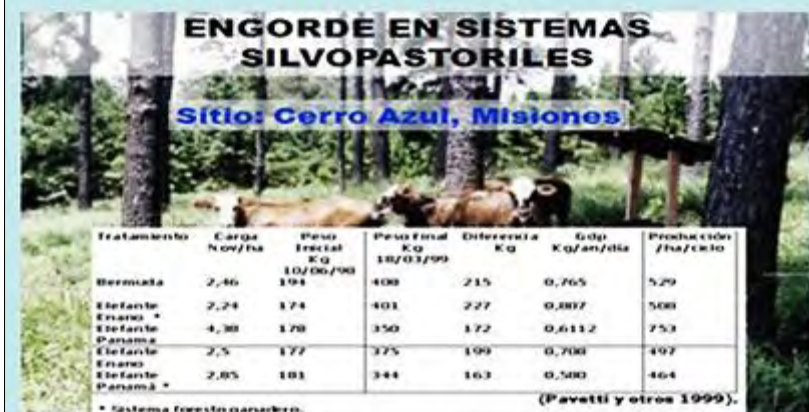 ENGORDE EN SISTEMAS
SILVOPASTORILES
Sitio: Cerro Azul, Misiones
Tratamiento Carga Nov/ha Peso Inicial Kg 10/06/98 Peso Final Kg 18/03/99 Diferencia Kg Gdp Kg/an/día Producción /ha/ciclo
Bermuda 2,46 194 408 215 0,765 529
Elefante Enano * 2,24 174 401 227 0,807 508
Elefante Panama 4,38 178 350 172 0,6112 753
Elefante Enano 2,5 177 375 199 0,708 497
Elefante Panamá * 2,85 181 344 163 0,580 464
(Pavetti y otros 1999).
* Sistema foresto ganadero.